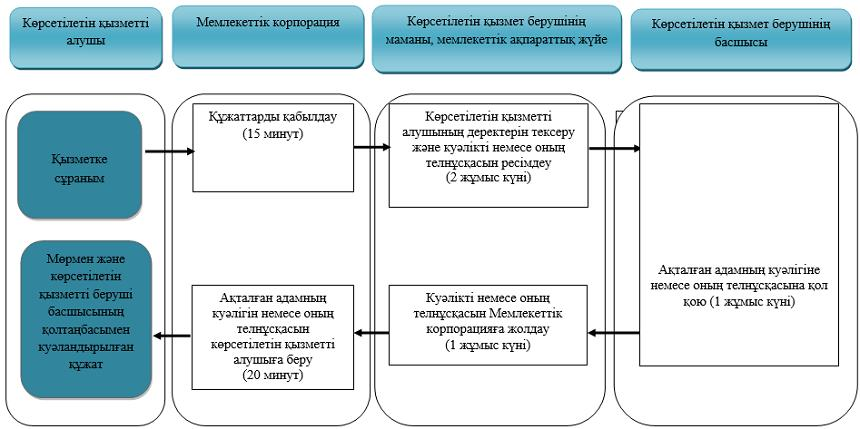 Көрсетілетін қызметті
алушы
Мемлекеттік корпорация
Көрсетілетін қызмет берушінің
маманы, мемлекеттік ақпараттық жүйе
Көрсетілетін қызмет берушінің
басшысы
Қызметке
сұраным
Құжаттарды қабылдау
(15 минут)
Көрсетілетін қызметті
алушының деректерін тексеру
және куәлікті немесе оның
телнұсқасын ресімдеу
(2 жұмыс күні)
Ақталған адамның куәлігіне
немесе оның телнұсқасына қол
қою (1 жұмыс күні)
Куәлікті немесе оның
телнұсқасын Мемлекеттік
корпорацияға жолдау
(1 жұмыс күні)
Ақталған адамның
куәлігін немесе оның
телнұсқасын
көрсетілетін қызметті
алушыға беру
(20 минут)
Мөрмен және
көрсетілетін
қызметті беруші
басшысының
қолтаңбасымен
куәландырылған
құжат